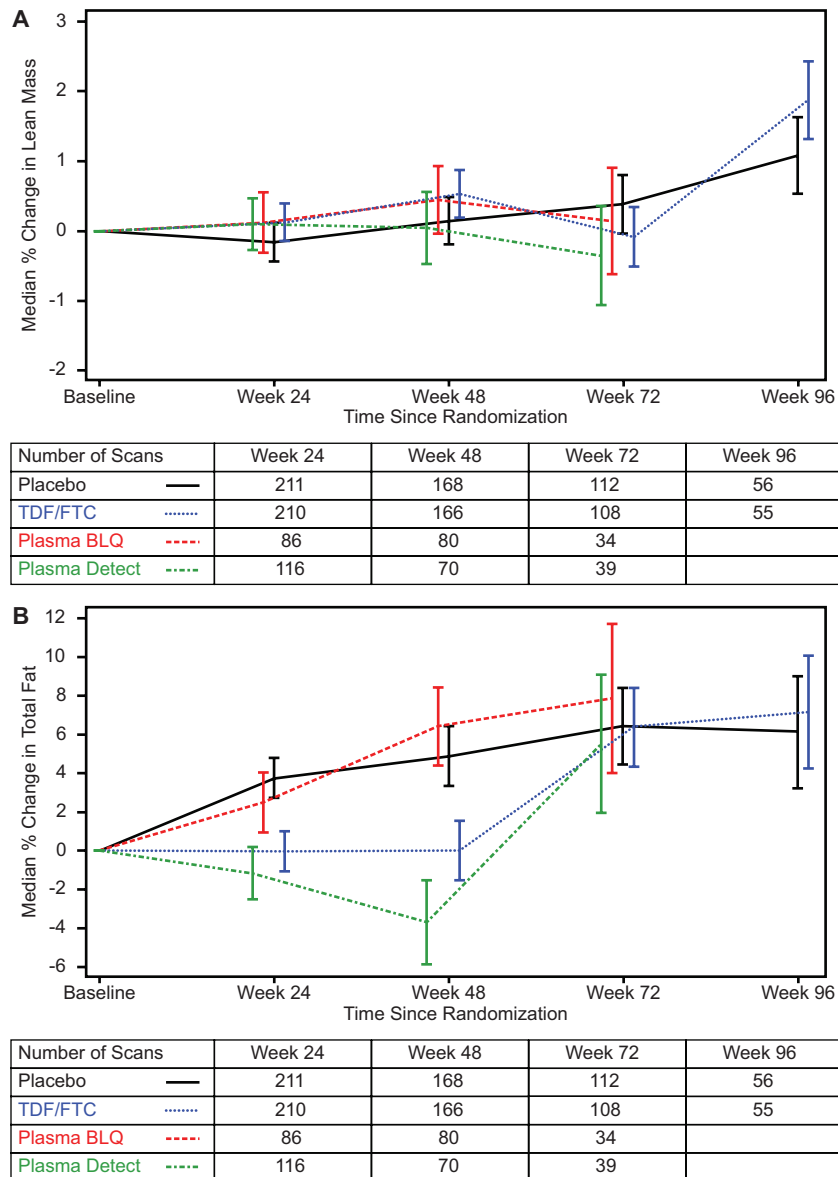 A
Median % Change in Lean Mass
3
2
1
0
-1
-2
Baseline Week 24 Week 48 Week 72 Week 96
Time Since Randomization
Number of Scans Week 24 Week 48 Week 72 Week 96
Placebo 211 168 112 56
TDF/FTC 210 166 108 55
Plasma BLQ 86 80 34
Plasma Detect 116 70 39
B
Median % Change in Total Fat
12
10
8
6
4
2
0
-2
-4
-6
Baseline Week 24 Week 48 Week 72 Week 96
Time Since Randomization
Number of Scans Week 24 Week 48 Week 72 Week 96
Placebo 211 168 112 56
TDF/FTC 210 166 108 55
Plasma BLQ 86 80 34
Plasma Detect 116 70 39